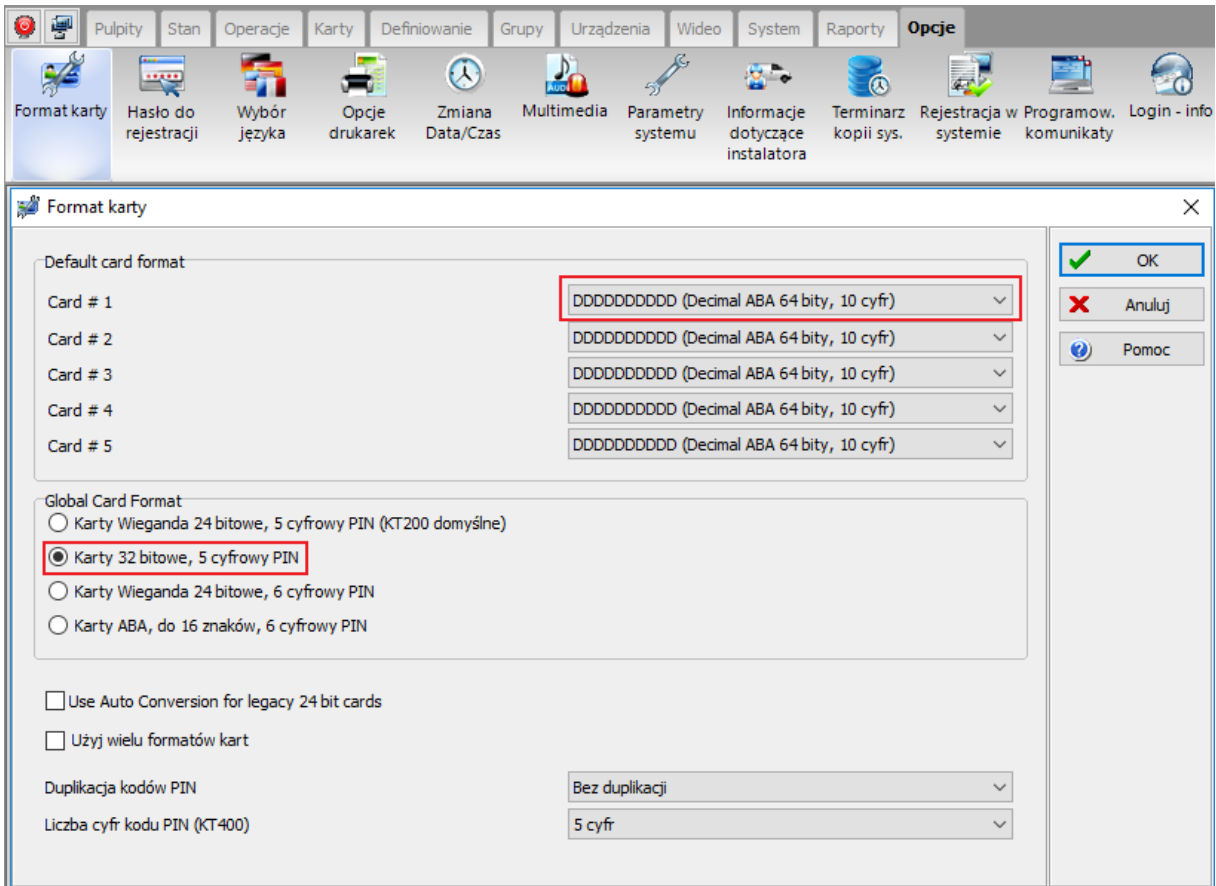 Pulpity Stan Operacje Karty Definiowanie Grupy Urządzenia Wideo System Raporty Opcje
Format karty Hasło do rejestracji Wybór języka Opcje drukarek Zmiana Data/Czas Multimedia Parametry systemu Informacje dotyczące instalatora Terminarz kopii sys. Rejestracja w systemie Programow. komunikaty Login - info
Format karty
Default card format
OK
Card # 1 DDDDDDDDDD (Decimal ABA 64 bity, 10 cyfr)
Anuluj
Card # 2 DDDDDDDDDD (Decimal ABA 64 bity, 10 cyfr)
Pomoc
Card # 3 DDDDDDDDDD (Decimal ABA 64 bity, 10 cyfr)
Card # 4 DDDDDDDDDD (Decimal ABA 64 bity, 10 cyfr)
Card # 5 DDDDDDDDDD (Decimal ABA 64 bity, 10 cyfr)
Global Card Format
Karty Wieganda 24 bitowe, 5 cyfrowy PIN (KT200 domyślne)
Karty 32 bitowe, 5 cyfrowy PIN
Karty Wieganda 24 bitowe, 6 cyfrowy PIN
Karty ABA, do 16 znaków, 6 cyfrowy PIN
Use Auto Conversion for legacy 24 bit cards
Użyj wielu formatów kart
Duplikacja kodów PIN Bez duplikacji
Liczba cyfr kodu PIN (KT400) 5 cyfr